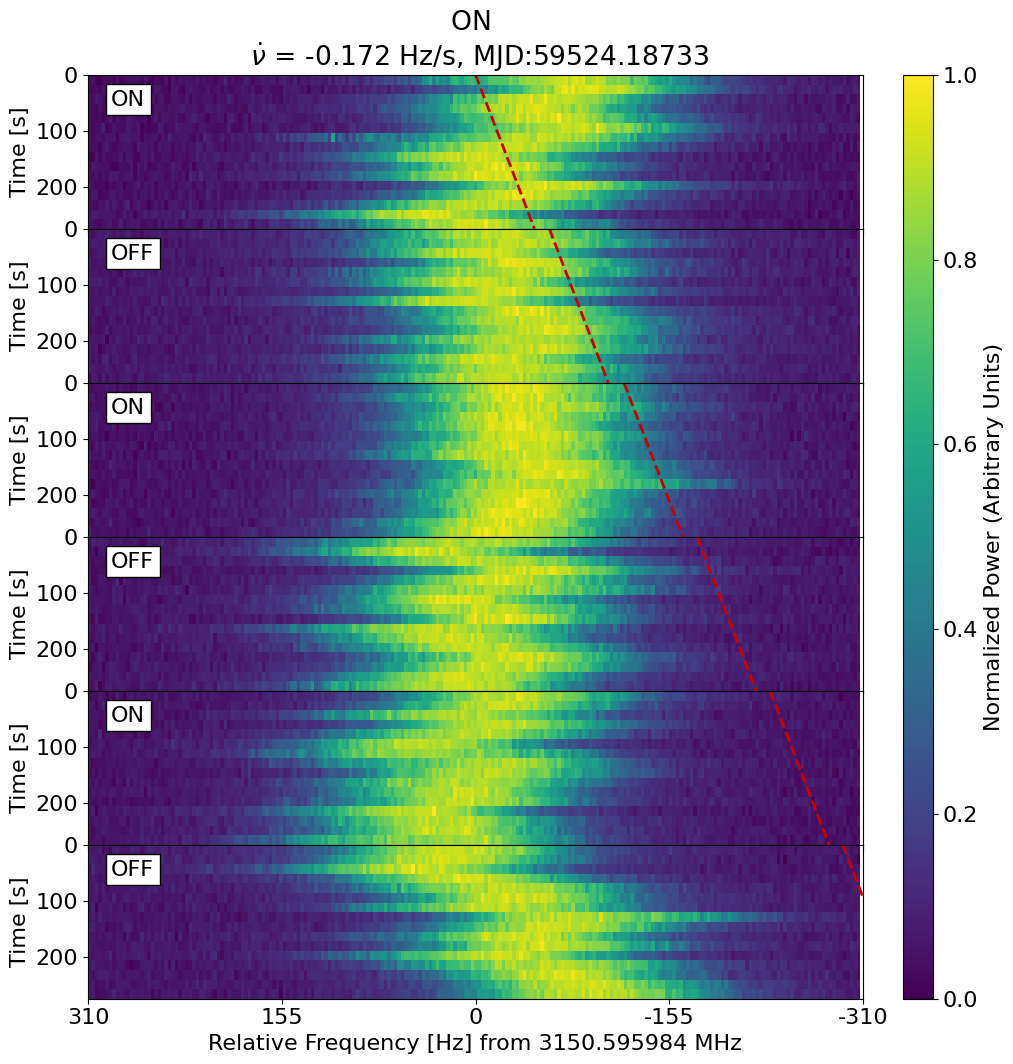 ON
ν̇ = -0.172 Hz/s, MJD:59524.18733
0
100
200
Time [s]
ON
0
100
200
Time [s]
OFF
0
100
200
Time [s]
ON
0
100
200
Time [s]
OFF
0
100
200
Time [s]
ON
0
100
200
Time [s]
OFF
310 155 0 -155 -310
Relative Frequency [Hz] from 3150.595984 MHz
1.0
0.8
0.6
0.4
0.2
0.0
Normalized Power (Arbitrary Units)